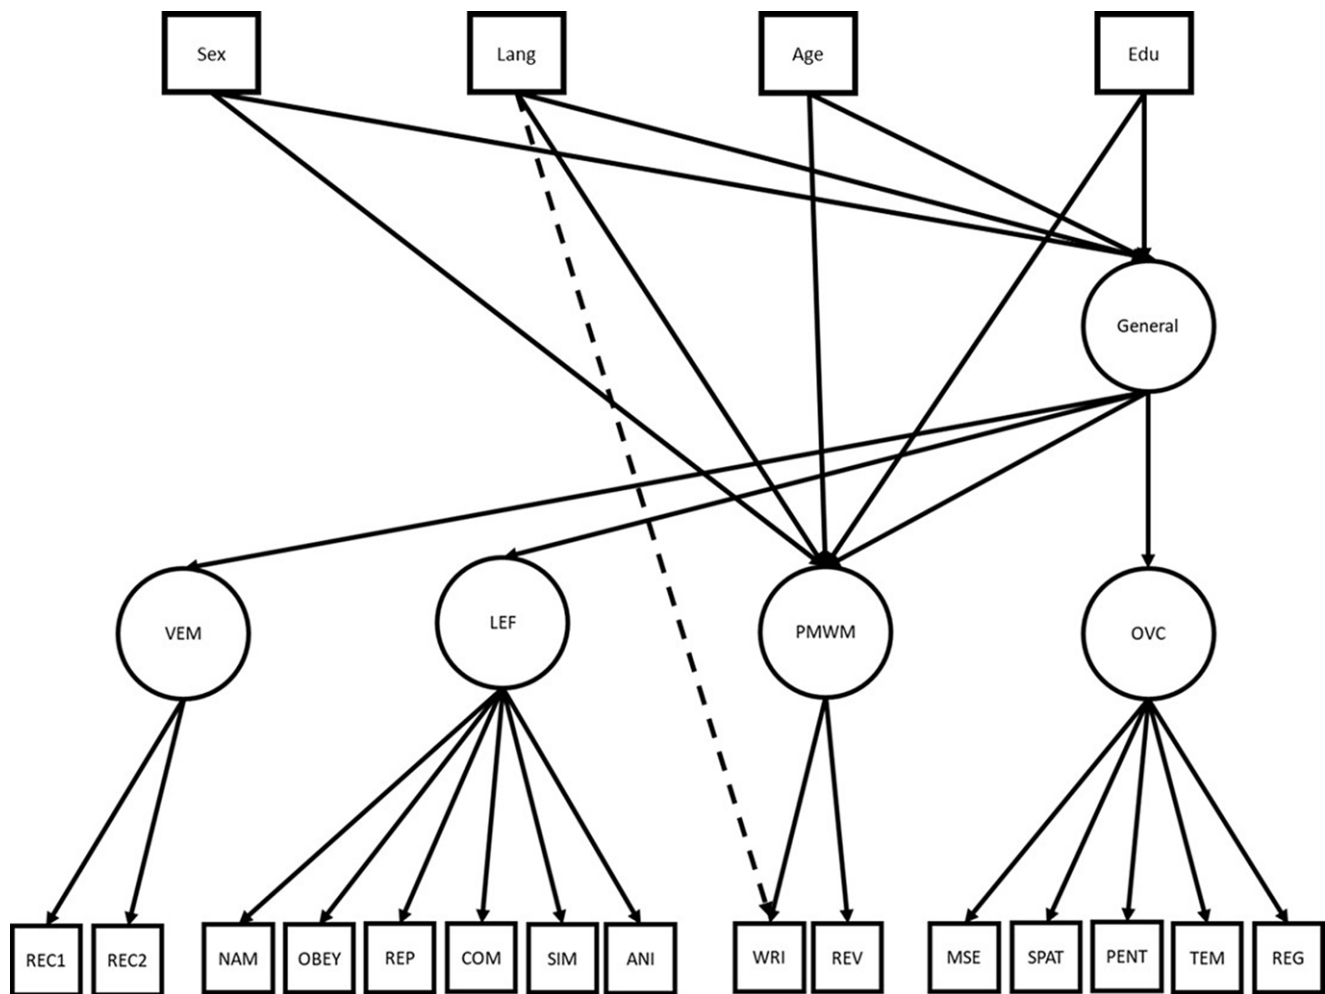 Sex
Lang
Age
Edu
General
VEM
LEF
PMWM
OVC
REC1
REC2
NAM
OBEY
REP
COM
SIM
ANI
WRI
REV
MSE
SPAT
PENT
TEM
REG